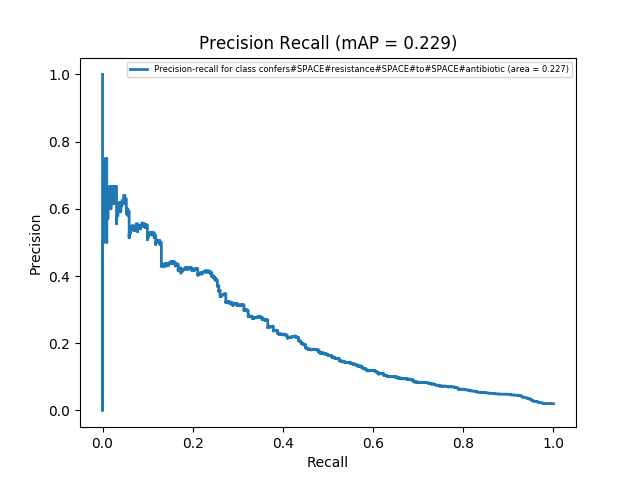 Precision Recall (mAP = 0.229)
Precision-recall for class confers#SPACE#resistance#SPACE#to#SPACE#antibiotic (area = 0.227)
1.0
0.8
0.6
0.4
0.2
0.0
Precision
0.0 0.2 0.4 0.6 0.8 1.0
Recall